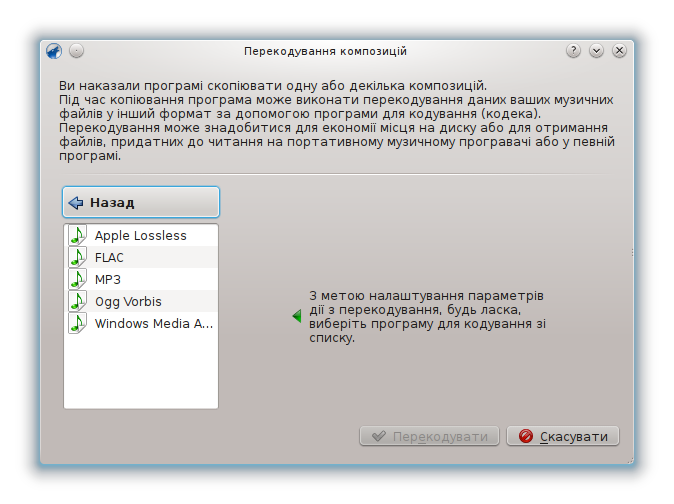 Перекодування композицій
Ви наказали програмі скопіювати одну або декілька композицій.
Під час копіювання програма може виконати перекодування даних ваших музичних
файлів у інший формат за допомогою програми для кодування (кодека).
Перекодування може знадобитися для економії місця на диску або для отримання
файлів, придатних до читання на портативному музичному програвачі або у певній
програмі.
Назад
Apple Lossless
FLAC
MP3
Ogg Vorbis
Windows Media A...
З метою налаштування параметрів
дії з перекодування, будь ласка,
виберіть програму для кодування зі
списку.
Перекодувати
Скасувати